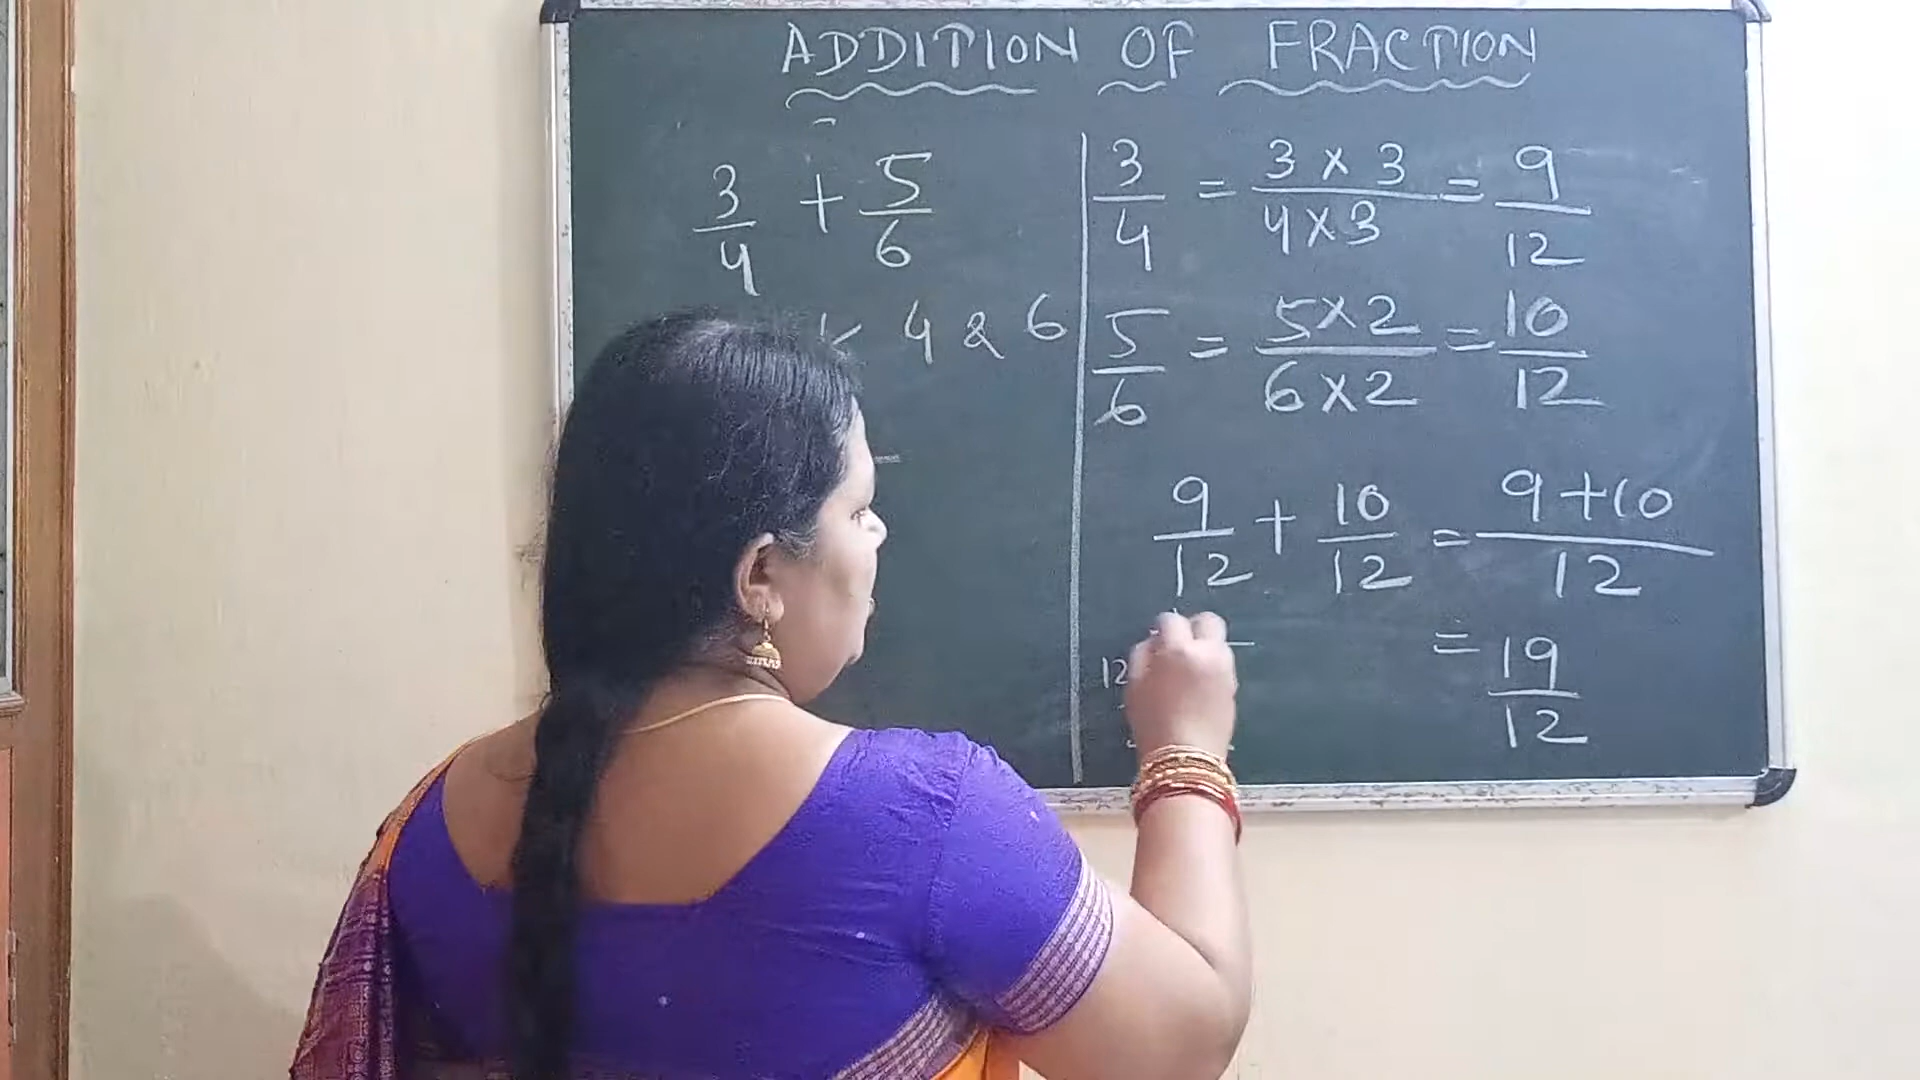 ADDITION OF FRACTION
3/4 + 5/6
4 & 6
3/4 = 3 x 3/4 x 3 = 9/12
5/6 = 5 x 2/6 x 2 = 10/12
9/12 + 10/12 = 9+10/12
= 19/12
12